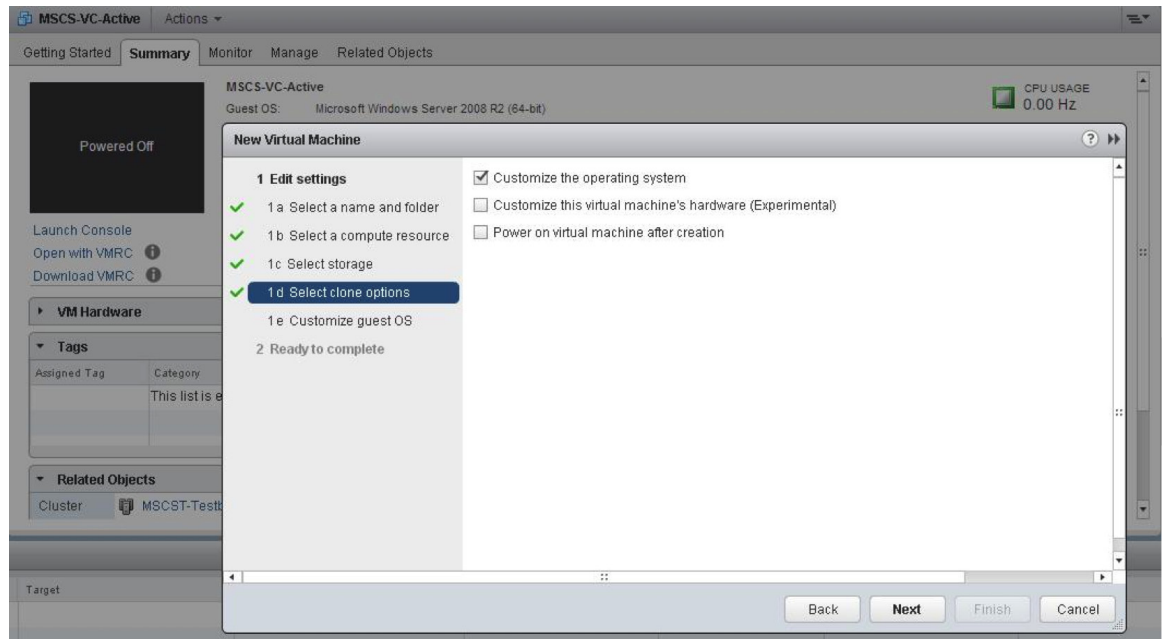 MSCS-VC-Active Actions
Getting Started Summary Monitor Manage Related Objects
MSCS-VC-Active
Guest OS: Microsoft Windows Server 2008 R2 (64-bit)
CPU USAGE
0.00 Hz
Powered Off
Launch Console
Open with VMRC
Download VMRC
VM Hardware
Tags
Assigned Tag Category
This list is e
Related Objects
Cluster MSCST-Testb
Target
New Virtual Machine
1 Edit settings
1a Select a name and folder
1b Select a compute resource
1c Select storage
1d Select clone options
1e Customize guest OS
2 Ready to complete
Customize the operating system
Customize this virtual machine's hardware (Experimental)
Power on virtual machine after creation
Back Next Finish Cancel